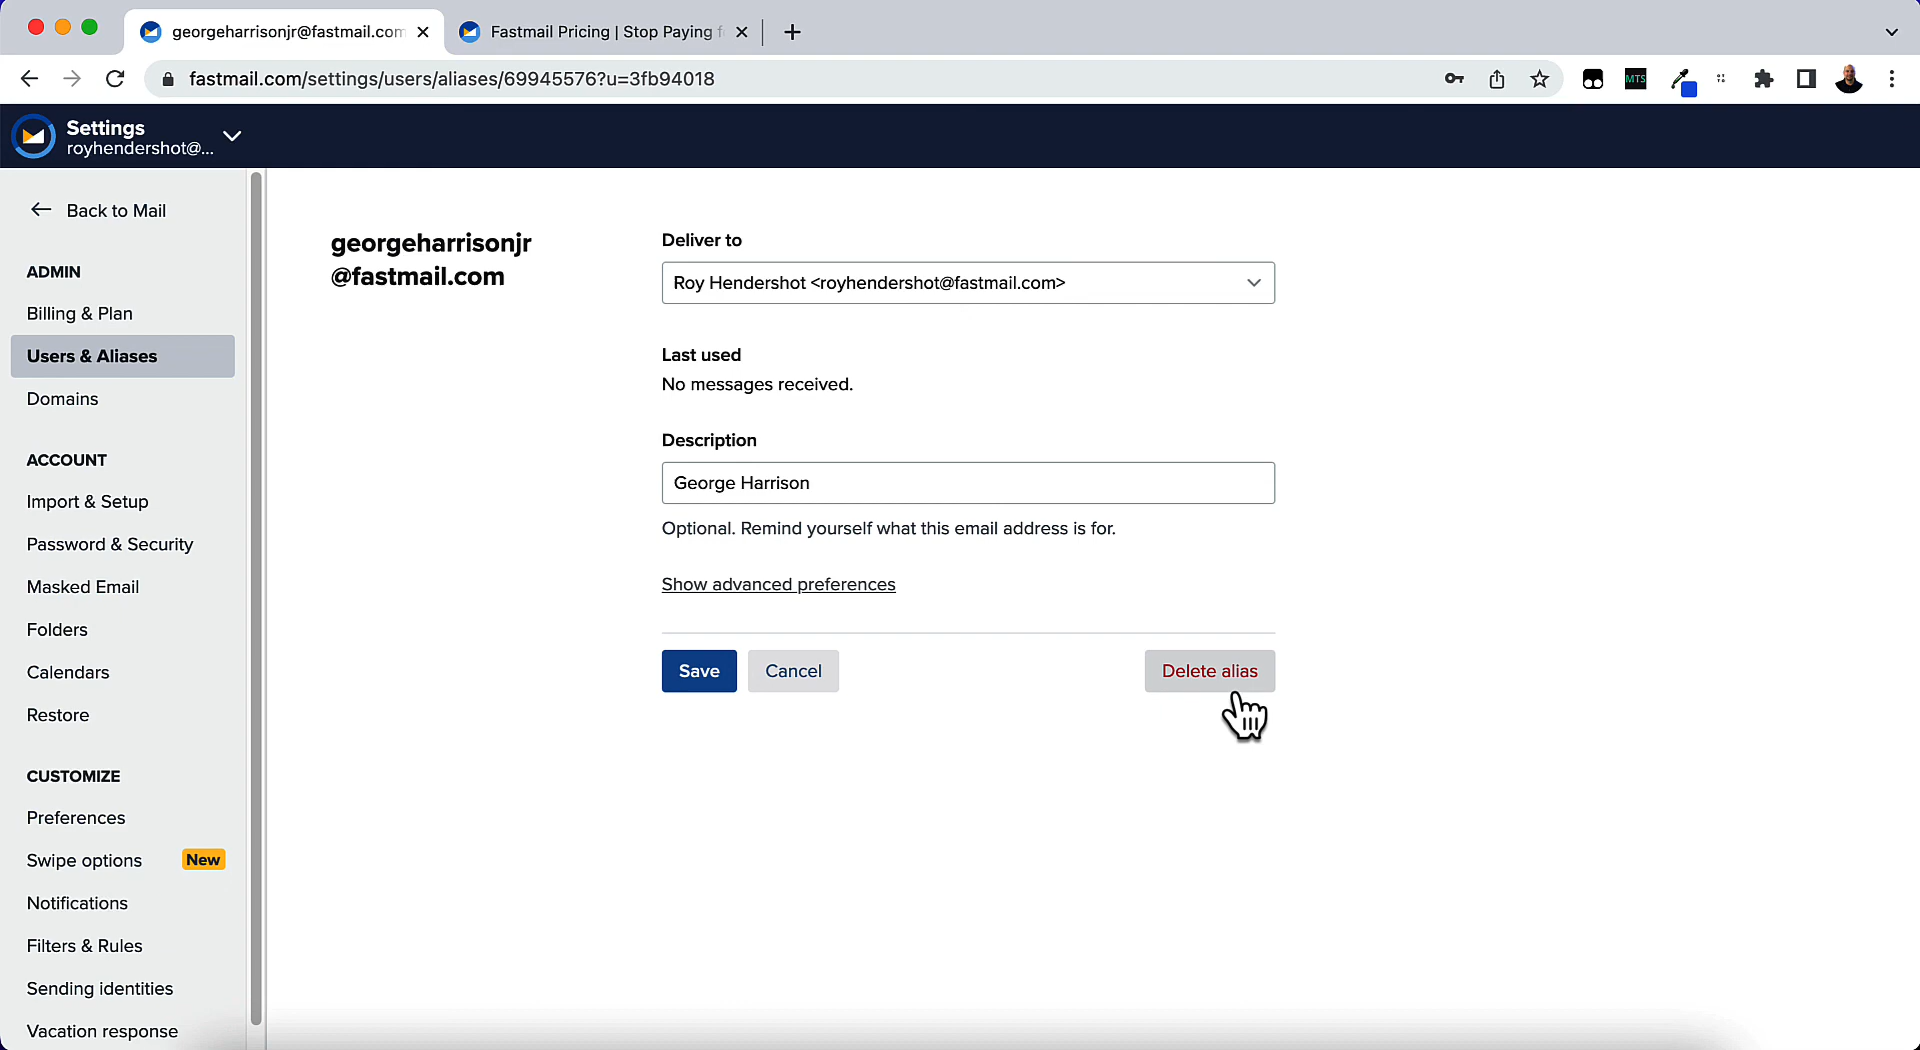 georgeharrisonjr@fastmail.com
Fastmail Pricing | Stop Paying f
fastmail.com/settings/users/aliases/69945576?u=3fb94018
MTS
Settings
royhendershot@...
Back to Mail
ADMIN
Billing & Plan
Users & Aliases
Domains
ACCOUNT
Import & Setup
Password & Security
Masked Email
Folders
Calendars
Restore
CUSTOMIZE
Preferences
Swipe options New
Notifications
Filters & Rules
Sending identities
Vacation response
georgeharrisonjr
@fastmail.com
Deliver to
Roy Hendershot <royhendershot@fastmail.com>
Last used
No messages received.
Description
George Harrison
Optional. Remind yourself what this email address is for.
Show advanced preferences
Save
Cancel
Delete alias